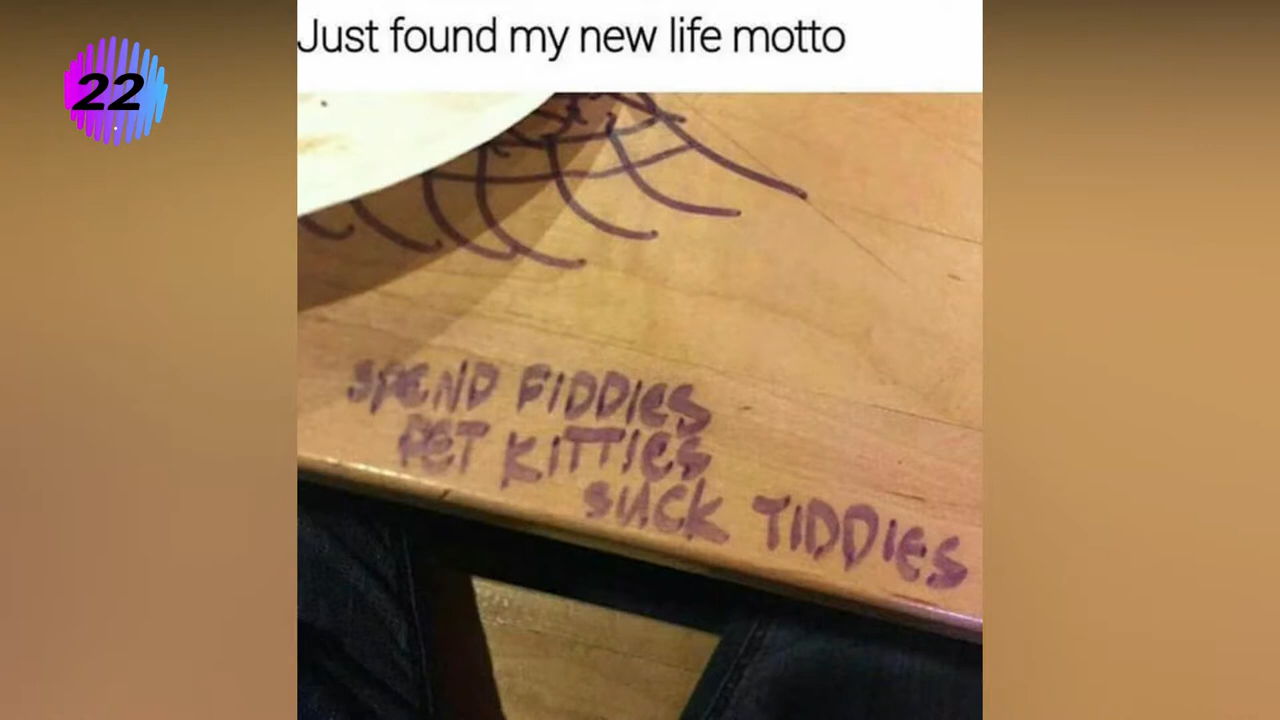 22
Just found my new life motto
SPEND FIDDIES
PET KITTIES
SUCK TIDDIES